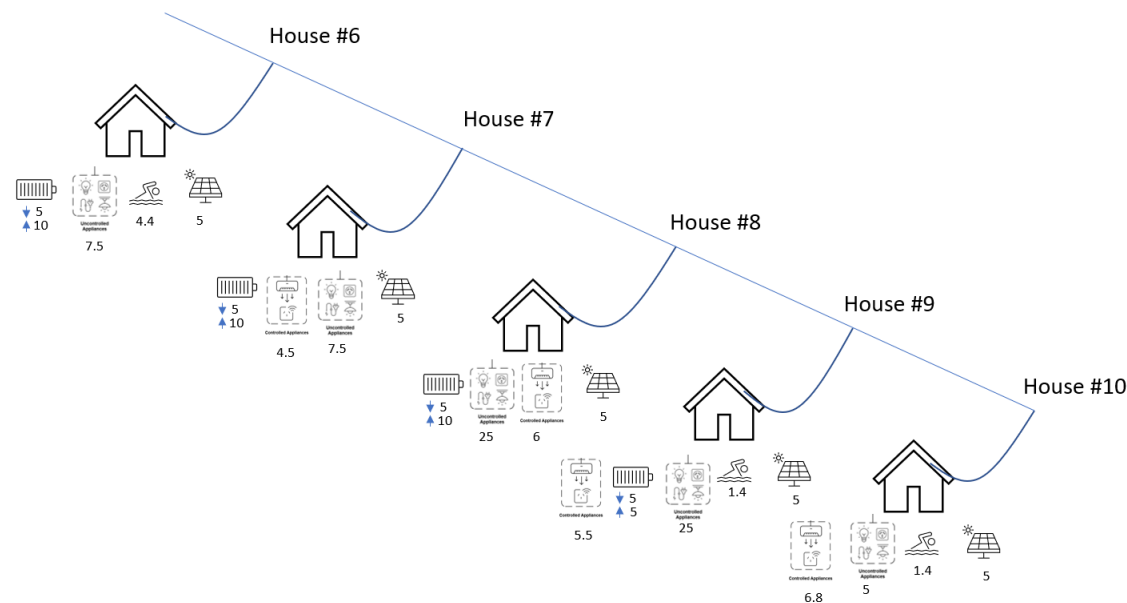 House #6
5
10
Uncontrolled
Appliances
7.5
4.4
5
House #7
5
10
Controlled Appliances
4.5
Uncontrolled
Appliances
7.5
5
House #8
5
10
Uncontrolled
Appliances
25
Controlled Appliances
6
5
House #9
Controlled Appliances
5.5
5
5
Uncontrolled
Appliances
25
1.4
5
House #10
Controlled Appliances
6.8
Uncontrolled
Appliances
5
1.4
5